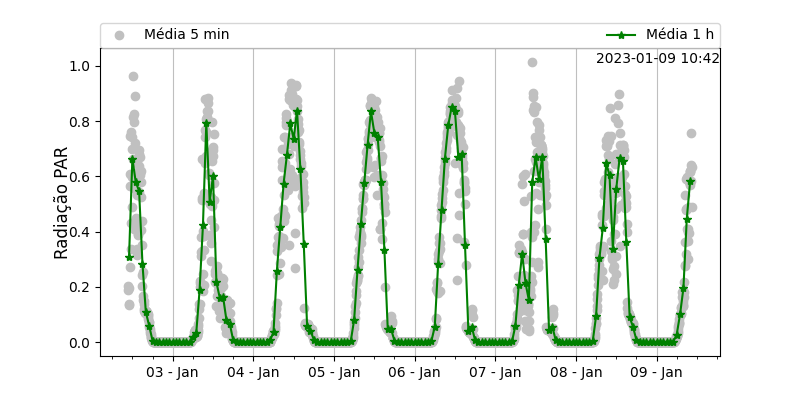 Média 5 min
Média 1 h
2023-01-09 10:42
Radiação PAR
1.0
0.8
0.6
0.4
0.2
0.0
03 - Jan
04 - Jan
05 - Jan
06 - Jan
07 - Jan
08 - Jan
09 - Jan